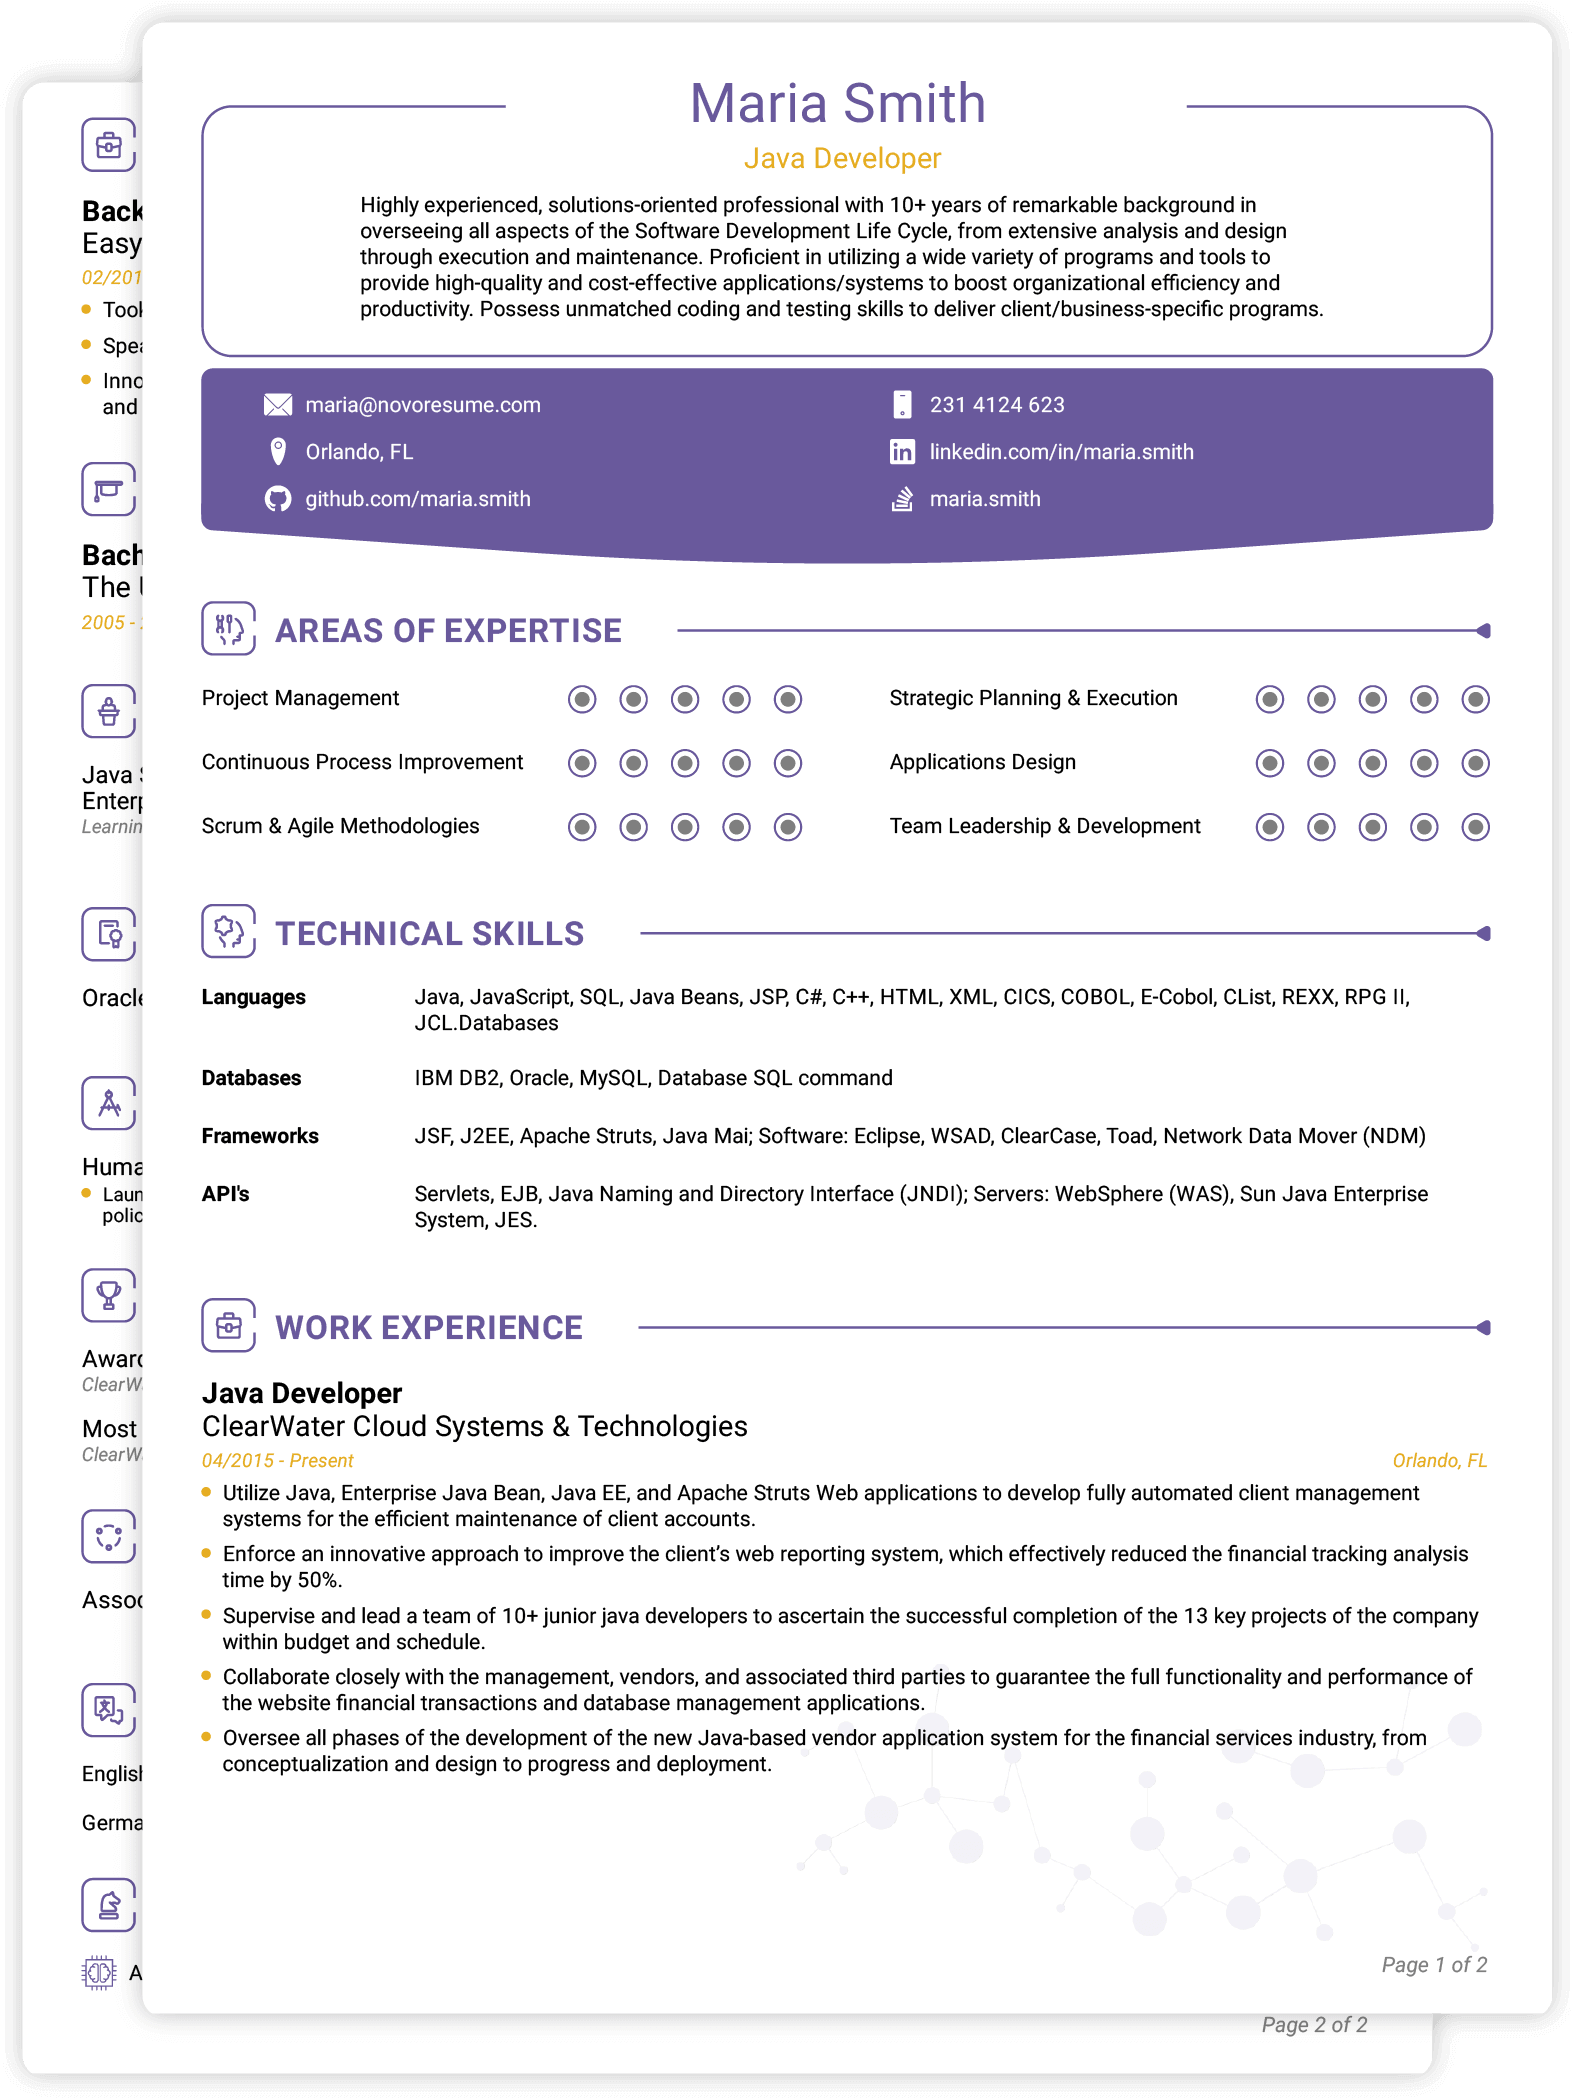 Maria Smith
Java Developer
Highly experienced, solutions-oriented professional with 10+ years of remarkable background in
overseeing all aspects of the Software Development Life Cycle, from extensive analysis and design
through execution and maintenance. Proficient in utilizing a wide variety of programs and tools to
provide high-quality and cost-effective applications/systems to boost organizational efficiency and
productivity. Possess unmatched coding and testing skills to deliver client/business-specific programs.
maria@novoresume.com
231 4124 623
Orlando, FL
linkedin.com/in/maria.smith
github.com/maria.smith
maria.smith
AREAS OF EXPERTISE
Project Management
Strategic Planning & Execution
Continuous Process Improvement
Applications Design
Scrum & Agile Methodologies
Team Leadership & Development
TECHNICAL SKILLS
Languages
Java, JavaScript, SQL, Java Beans, JSP, C#, C++, HTML, XML, CICS, COBOL, E-Cobol, CList, REXX, RPG II,
JCL.Databases
Databases
IBM DB2, Oracle, MySQL, Database SQL command
Frameworks
JSF, J2EE, Apache Struts, Java Mai; Software: Eclipse, WSAD, ClearCase, Toad, Network Data Mover (NDM)
API's
Servlets, EJB, Java Naming and Directory Interface (JNDI); Servers: WebSphere (WAS), Sun Java Enterprise
System, JES.
WORK EXPERIENCE
Java Developer
ClearWater Cloud Systems & Technologies
04/2015 - Present
Orlando, FL
Utilize Java, Enterprise Java Bean, Java EE, and Apache Struts Web applications to develop fully automated client management
systems for the efficient maintenance of client accounts.
Enforce an innovative approach to improve the client’s web reporting system, which effectively reduced the financial tracking analysis
time by 50%.
Supervise and lead a team of 10+ junior java developers to ascertain the successful completion of the 13 key projects of the company
within budget and schedule.
Collaborate closely with the management, vendors, and associated third parties to guarantee the full functionality and performance of
the website financial transactions and database management applications.
Oversee all phases of the development of the new Java-based vendor application system for the financial services industry, from
conceptualization and design to progress and deployment.
Page 1 of 2
Back
Easy
02/201
Took
Spea
Inno
and
Bach
The
2005 -
Java
Enterp
Learnin
Oracle
Huma
Laun
polic
Award
ClearWa
Most
ClearWa
Assoc
English
Germa
A
Page 2 of 2